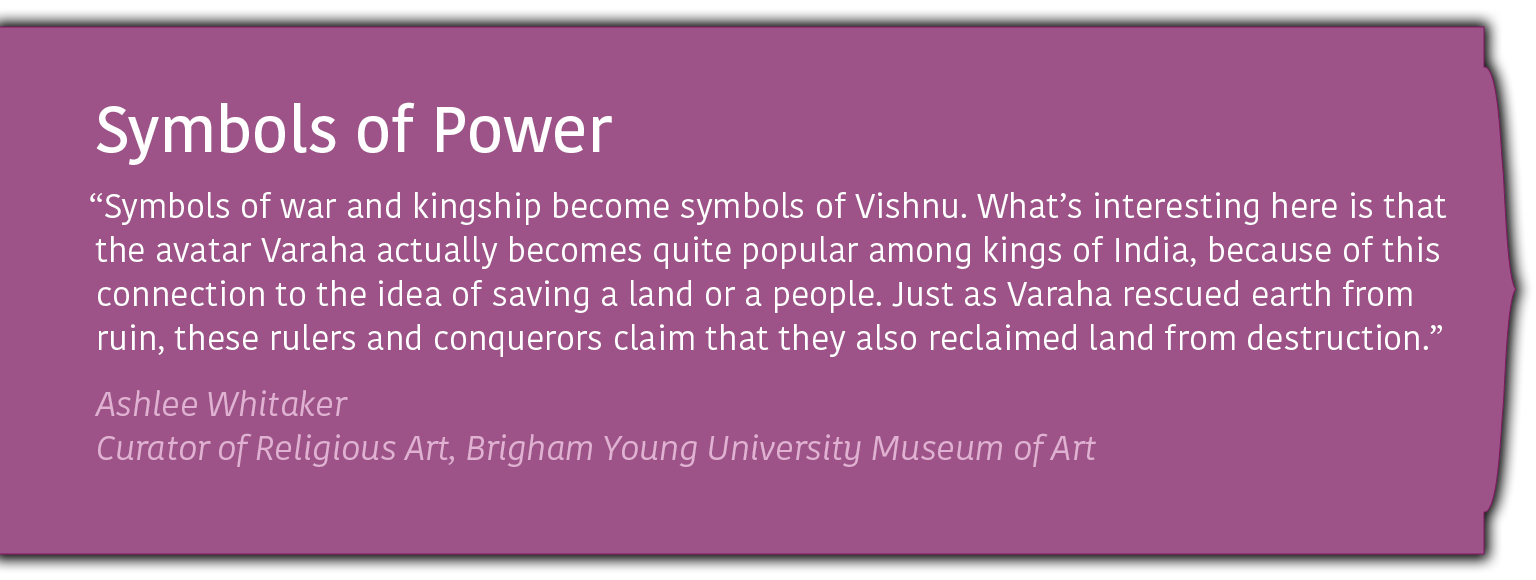 Symbols of Power
“Symbols of war and kingship become symbols of Vishnu. What’s interesting here is that
the avatar Varaha actually becomes quite popular among kings of India, because of this
connection to the idea of saving a land or a people. Just as Varaha rescued earth from
ruin, these rulers and conquerors claim that they also reclaimed land from destruction.”
Ashlee Whitaker
Curator of Religious Art, Brigham Young University Museum of Art